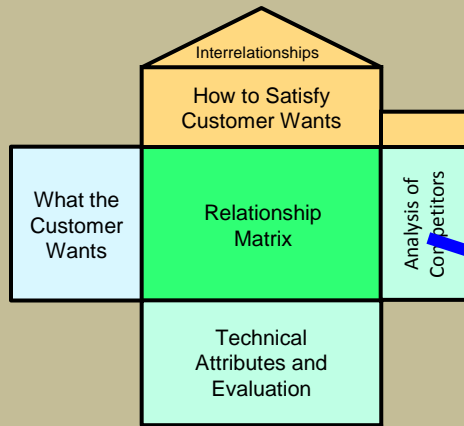 Interrelationships
How to Satisfy
Customer Wants
What the
Customer
Wants
Relationship
Matrix
Analysis of
Competitors
Technical
Attributes and
Evaluation